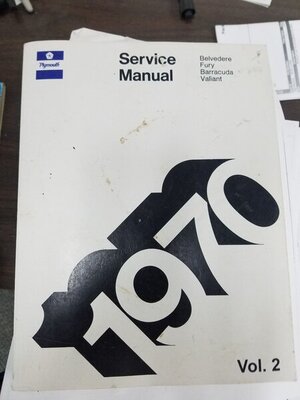 Plymouth
Service
Manual
Belvedere
Fury
Barracuda
Valiant
1970
Vol. 2